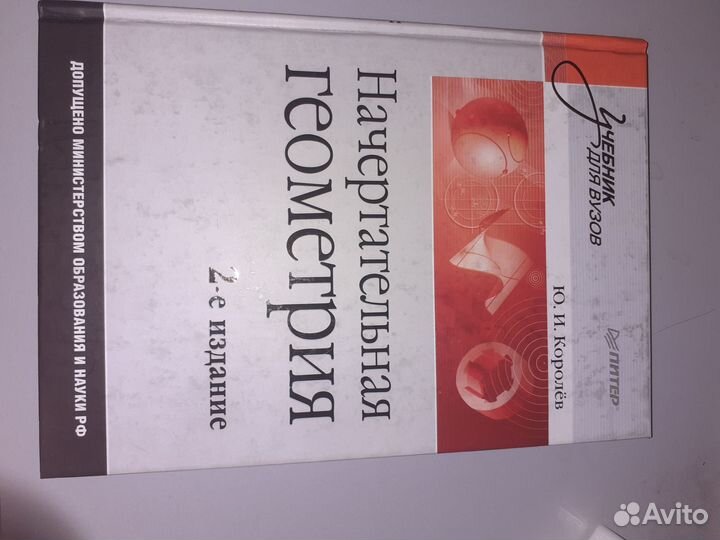 Учебник
для вузов
ПИТЕР
Ю. И. Королёв
Начертательная
геометрия
2-е издание
ДОПУЩЕНО МИНИСТЕРСТВОМ ОБРАЗОВАНИЯ И НАУКИ РФ
Avito